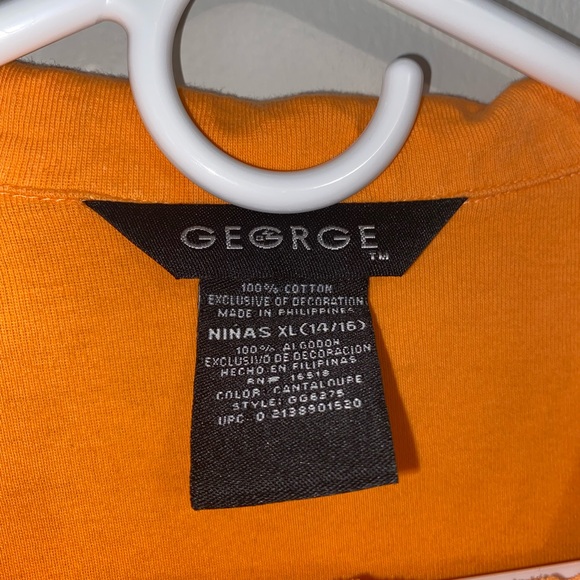 GEORGE
TM
100% COTTON
EXCLUSIVE OF DECORATION
MADE IN PHILIPPINES
NIÑAS XL(14/16)
100% ALGODON
EXCLUSIVO DE DECORACION
HECHO EN FILIPINAS
RN# 16519
COLOR: CANTALOUPE
STYLE: GG6275
UPC 0 2138901520